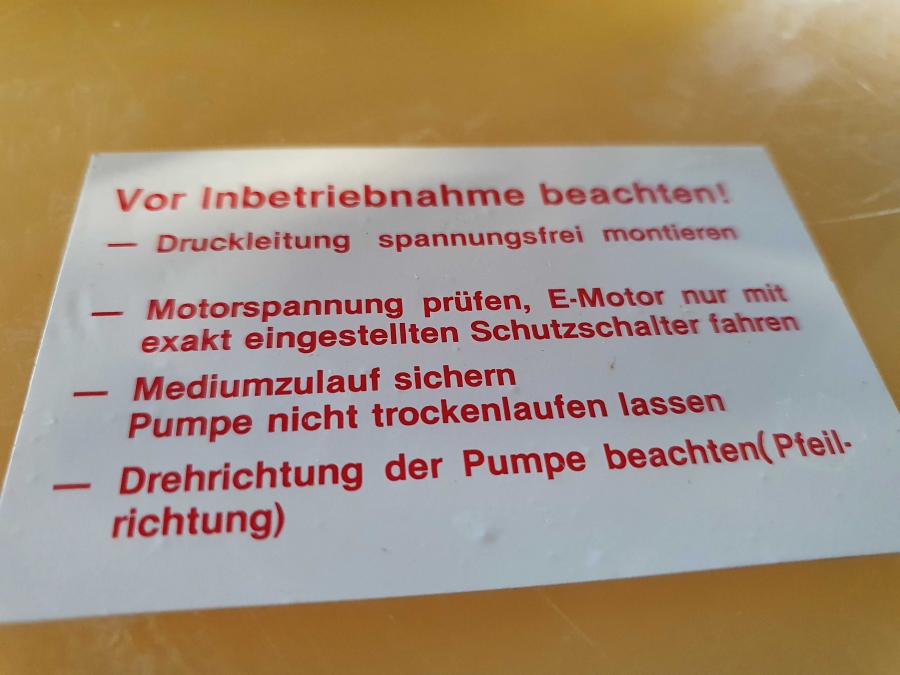 Vor Inbetriebnahme beachten!
— Druckleitung spannungsfrei montieren
— Motorspannung prüfen, E-Motor nur mit
exakt eingestellten Schutzschalter fahren
— Mediumzulauf sichern
Pumpe nicht trockenlaufen lassen
— Drehrichtung der Pumpe beachten(Pfeil-
richtung)